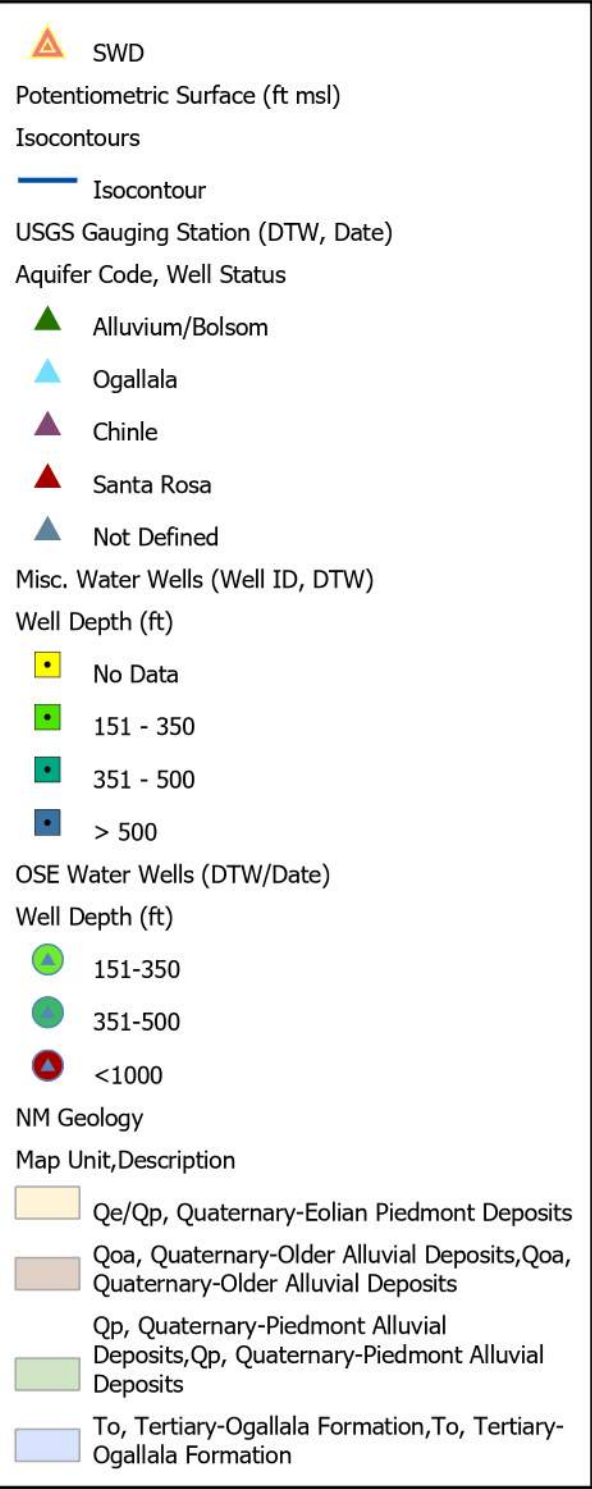 SWD
Potentiometric Surface (ft msl)
Isocontours
Isocontour
USGS Gauging Station (DTW, Date)
Aquifer Code, Well Status
Alluvium/Bolsom
Ogallala
Chinle
Santa Rosa
Not Defined
Misc. Water Wells (Well ID, DTW)
Well Depth (ft)
No Data
151 - 350
351 - 500
> 500
OSE Water Wells (DTW/Date)
Well Depth (ft)
151-350
351-500
<1000
NM Geology
Map Unit,Description
Qe/Qp, Quaternary-Eolian Piedmont Deposits
Qoa, Quaternary-Older Alluvial Deposits,Qoa,
Quaternary-Older Alluvial Deposits
Qp, Quaternary-Piedmont Alluvial
Deposits,Qp, Quaternary-Piedmont Alluvial
Deposits
To, Tertiary-Ogallala Formation,To, Tertiary-
Ogallala Formation